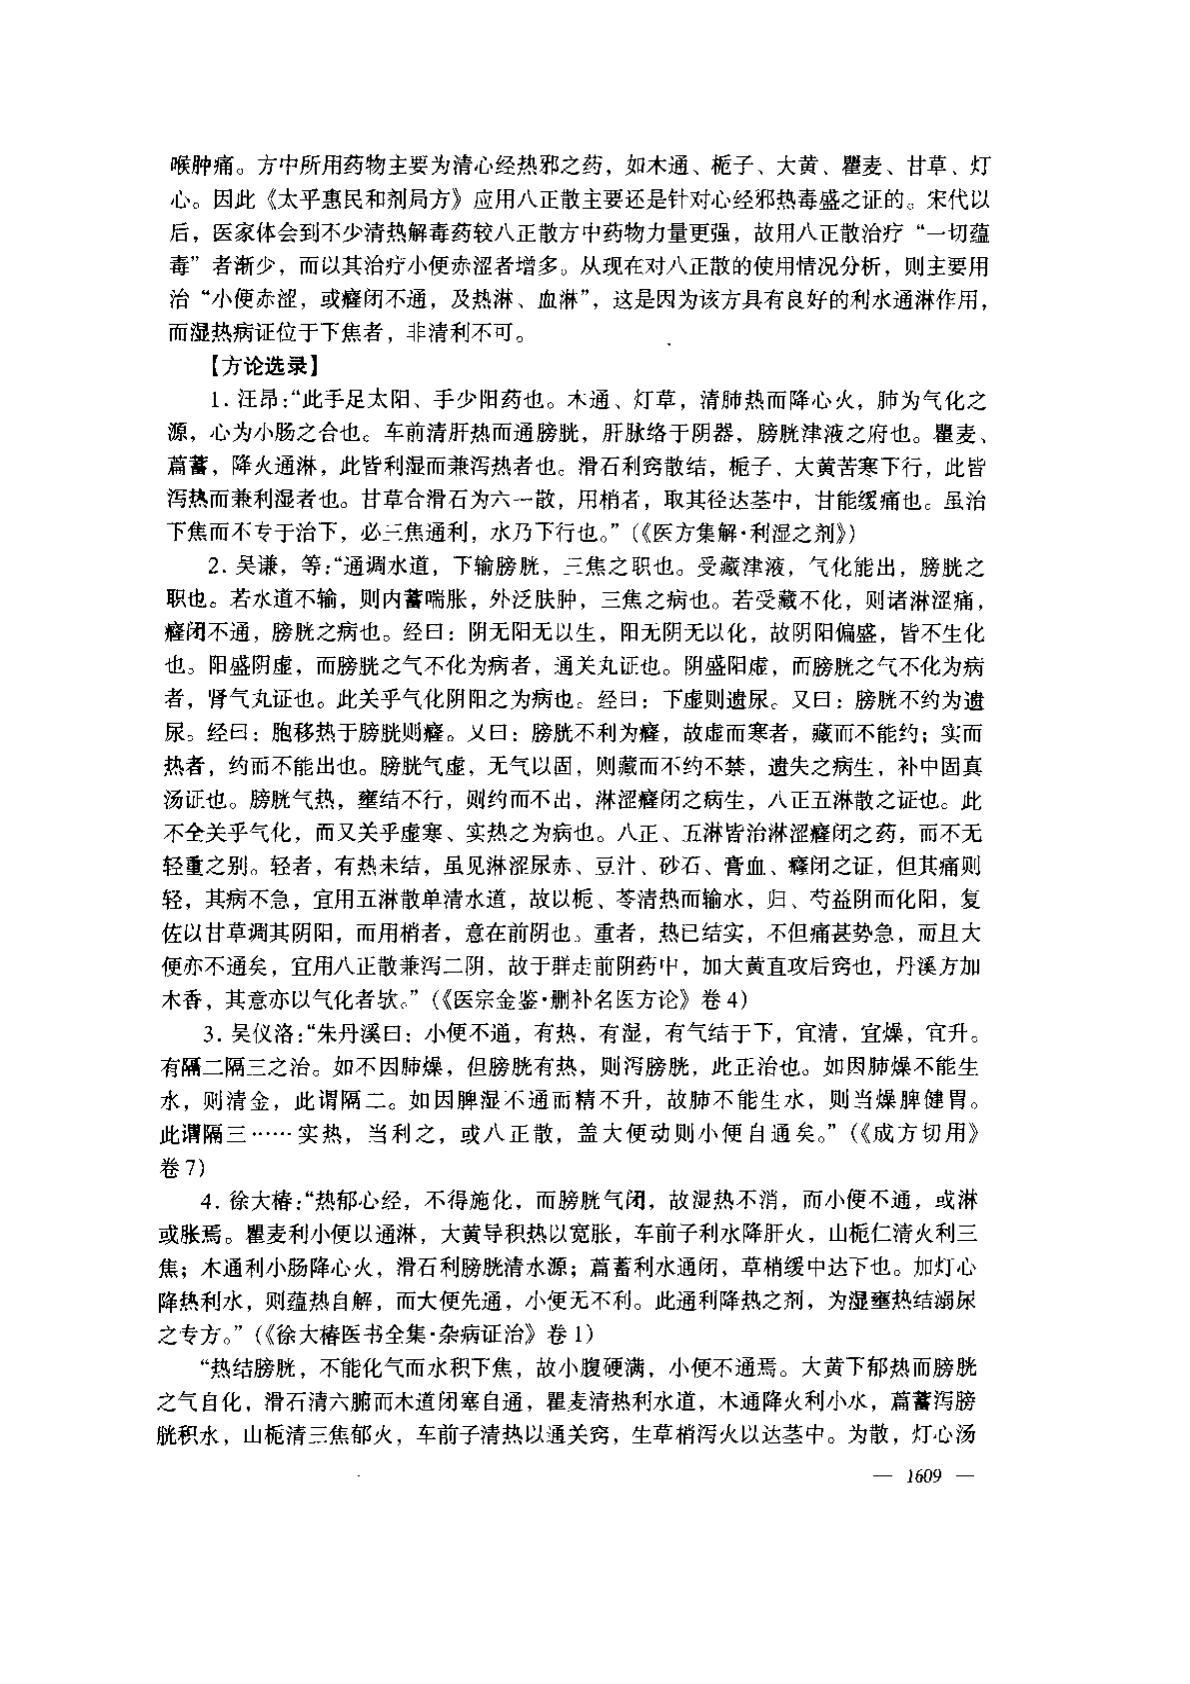 喉肿痛。方中所用药物主要为清心经热邪之药，如木通、栀子、大黄、瞿麦、甘草、灯
心。因此《太平惠民和剂局方》应用八正散主要还是针对心经邪热毒盛之证的。宋代以
后，医家体会到不少清热解毒药较八正散方中药物力量更强，故用八正散治疗“一切蕴
毒”者渐少，而以其治疗小便赤涩者增多。从现在对八正散的使用情况分析，则主要用
治“小便赤涩，或癃闭不通，及热淋、血淋”，这是因为该方具有良好的利水通淋作用，
而湿热病证位于下焦者，非清利不可。
【方论选录】
1. 汪昂：“此手足太阳、手少阳药也。木通、灯草，清肺热而降心火，肺为气化之
源，心为小肠之合也。车前清肝热而通膀胱，肝脉络于阴器，膀胱津液之府也。瞿麦、
萹蓄，降火通淋，此皆利湿而兼泻热者也。滑石利窍散结，栀子、大黄苦寒下行，此皆
泻热而兼利湿者也。甘草合滑石为六一散，用梢者，取其径达茎中，甘能缓痛也。虽治
下焦而不专于治下，必三焦通利，水乃下行也。”（《医方集解·利湿之剂》）
2. 吴谦，等：“通调水道，下输膀胱，三焦之职也。受藏津液，气化能出，膀胱之
职也。若水道不输，则内蓄喘胀，外泛肤肿，三焦之病也。若受藏不化，则诸淋涩痛，
癃闭不通，膀胱之病也。经曰：阴无阳无以生，阳无阴无以化，故阴阳偏盛，皆不生化
也。阳盛阴虚，而膀胱之气不化为病者，通关丸证也。阴盛阳虚，而膀胱之气不化为病
者，肾气丸证也。此关乎气化阴阳之为病也。经曰：下虚则遗尿。又曰：膀胱不约为遗
尿。经曰：胞移热于膀胱则癃。又曰：膀胱不利为癃，故虚而寒者，藏而不能约；实而
热者，约而不能出也。膀胱气虚，无气以固，则藏而不约不禁，遗失之病生，补中固真
汤证也。膀胱气热，壅结不行，则约而不出，淋涩癃闭之病生，八正五淋散之证也。此
不全关乎气化，而又关乎虚寒、实热之为病也。八正、五淋皆治淋涩癃闭之药，而不无
轻重之别。轻者，有热未结，虽见淋涩尿赤、豆汁、砂石、膏血、癃闭之证，但其痛则
轻，其病不急，宜用五淋散单清水道，故以栀、苓清热而输水，归、芍益阴而化阳，复
佐以甘草调其阴阳，而用梢者，意在前阴也。重者，热已结实，不但痛甚势急，而且大
便亦不通矣，宜用八正散兼泻二阴，故于群走前阴药中，加大黄直攻后窍也，丹溪方加
木香，其意亦以气化者欤。”（《医宗金鉴·删补名医方论》卷4）
3. 吴仪洛：“朱丹溪曰：小便不通，有热，有湿，有气结于下，宜清，宜燥，宜升。
有隔二隔三之治。如不因肺燥，但膀胱有热，则泻膀胱，此正治也。如因肺燥不能生
水，则清金，此谓隔二。如因脾湿不通而精不升，故肺不能生水，则当燥脾健胃。
此谓隔三……实热，当利之，或八正散，盖大便动则小便自通矣。”（《成方切用》
卷7）
4. 徐大椿：“热郁心经，不得施化，而膀胱气闭，故湿热不消，而小便不通，或淋
或胀焉。瞿麦利小便以通淋，大黄导积热以宽胀，车前子利水降肝火，山栀仁清火利三
焦；木通利小肠降心火，滑石利膀胱清水源；萹蓄利水通闭，草梢缓中达下也。加灯心
降热利水，则蕴热自解，而大便先通，小便无不利。此通利降热之剂，为湿壅热结溺尿
之专方。”（《徐大椿医书全集·杂病证治》卷1）
“热结膀胱，不能化气而水积下焦，故小腹硬满，小便不通焉。大黄下郁热而膀胱
之气自化，滑石清六腑而木道闭塞自通，瞿麦清热利水道，木通降火利小水，萹蓄泻膀
胱积水，山栀清三焦郁火，车前子清热以通关窍，生草梢泻火以达茎中。为散，灯心汤
— 1609 —